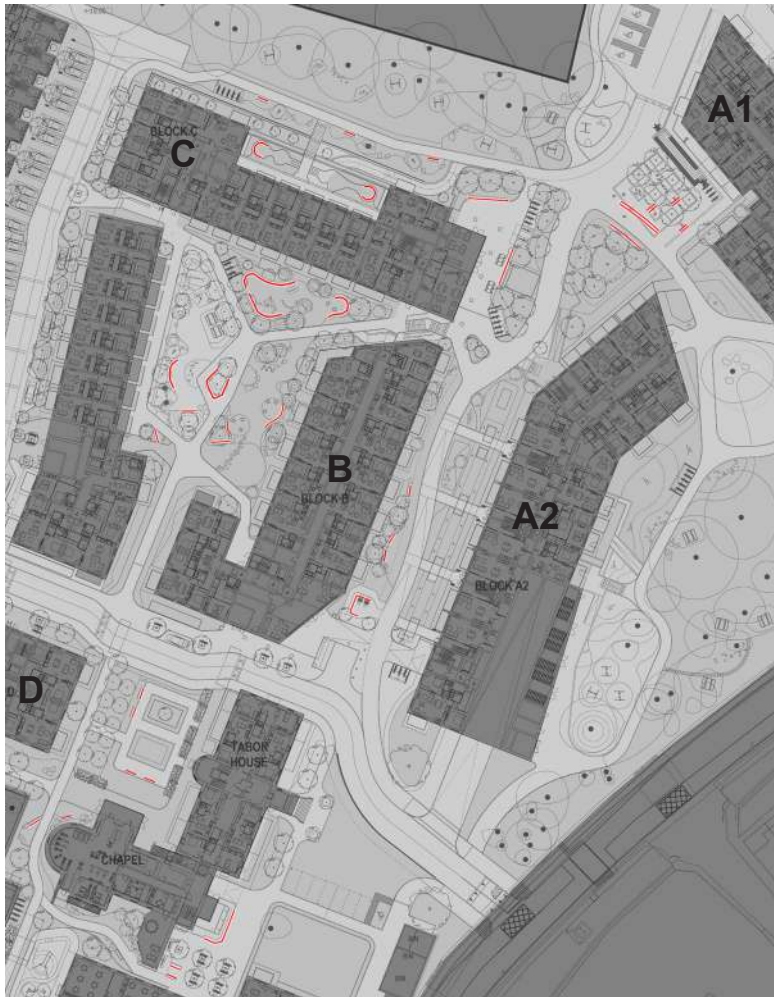 A1
BLOCK C
C
B
BLOCK B
A2
BLOCK A2
D
TABOR
HOUSE
CHAPEL